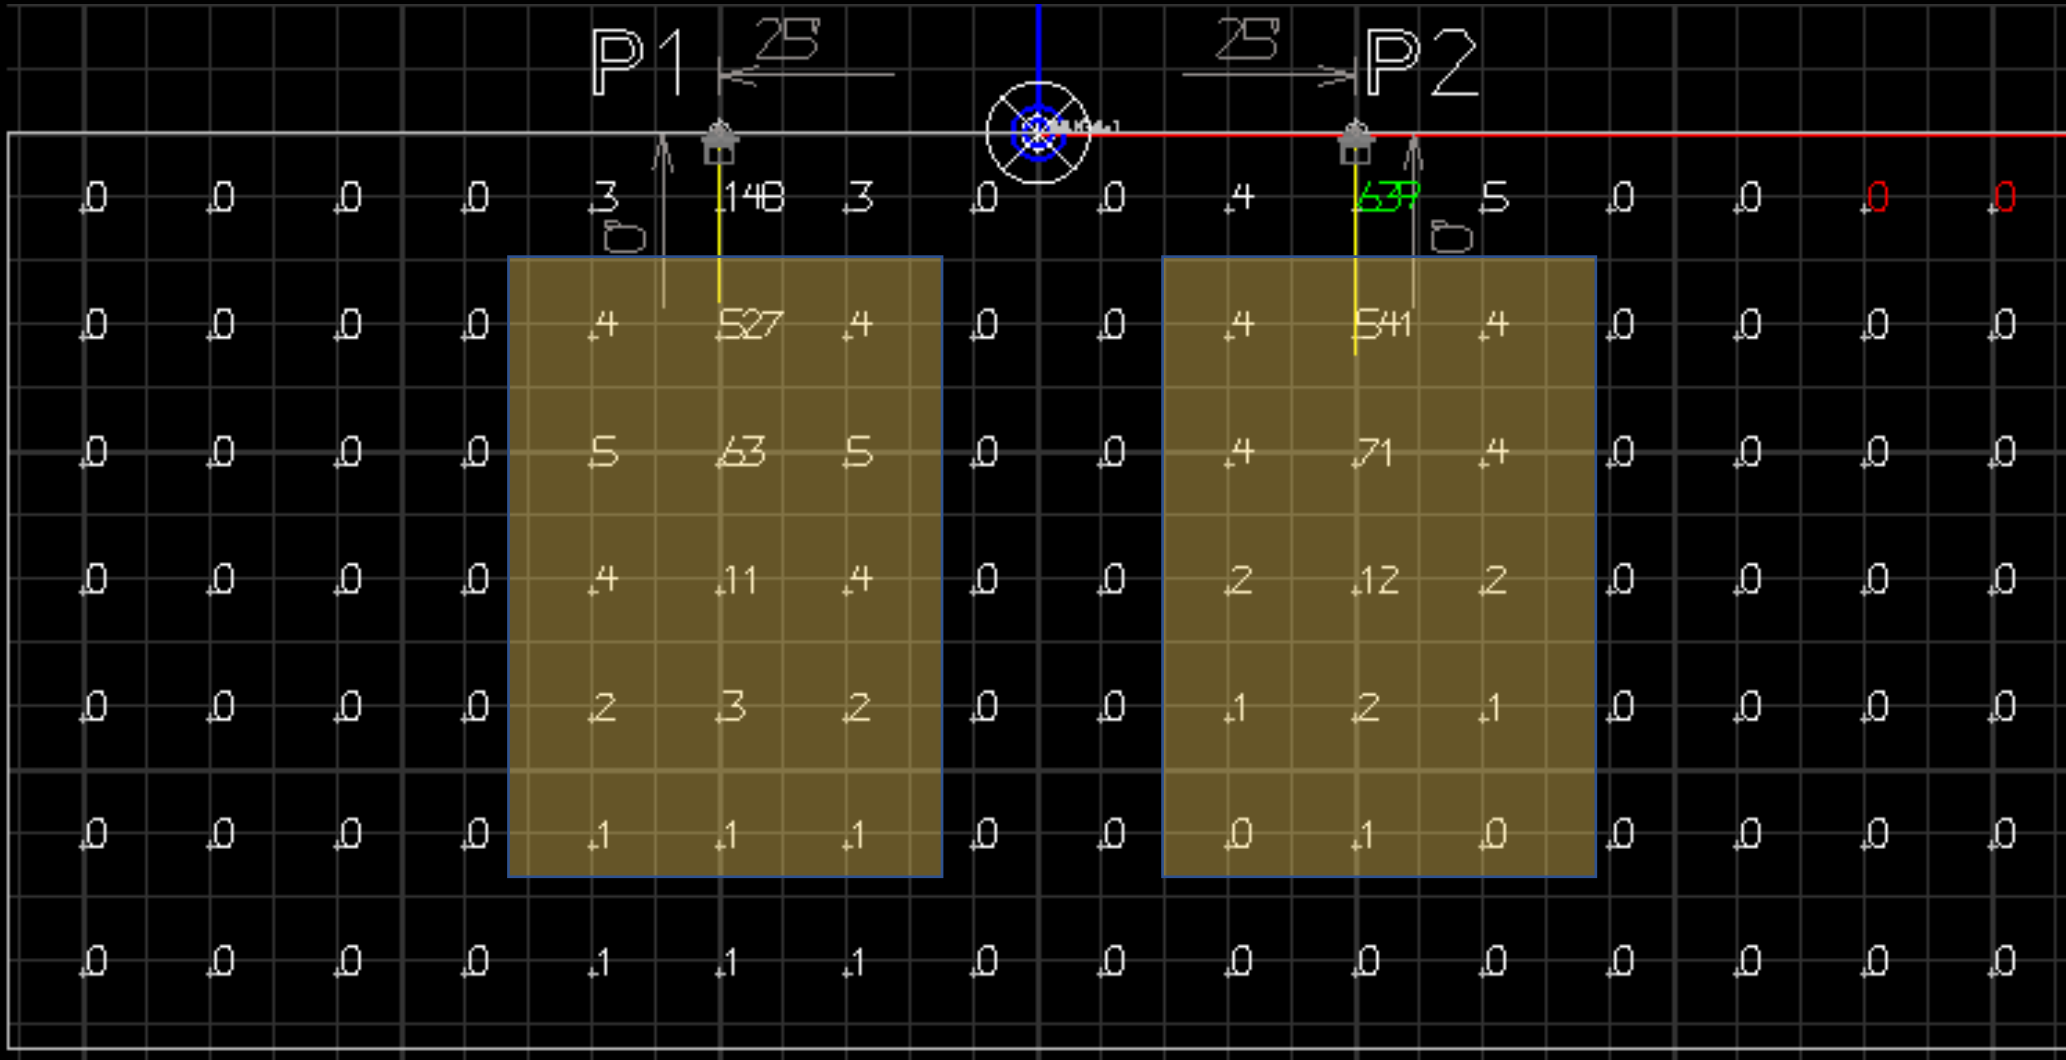 P1 25' 25' P2
0 0 0 0 3 148 3 0 0 4 639 5 0 0 0 0
0' 0'
0 0 0 0 4 527 4 0 0 4 541 4 0 0 0 0
0 0 0 0 5 63 5 0 0 4 71 4 0 0 0 0
0 0 0 0 4 11 4 0 0 2 12 2 0 0 0 0
0 0 0 0 2 3 2 0 0 1 2 1 0 0 0 0
0 0 0 0 1 1 1 0 0 0 1 0 0 0 0 0
0 0 0 0 1 1 1 0 0 0 0 0 0 0 0 0